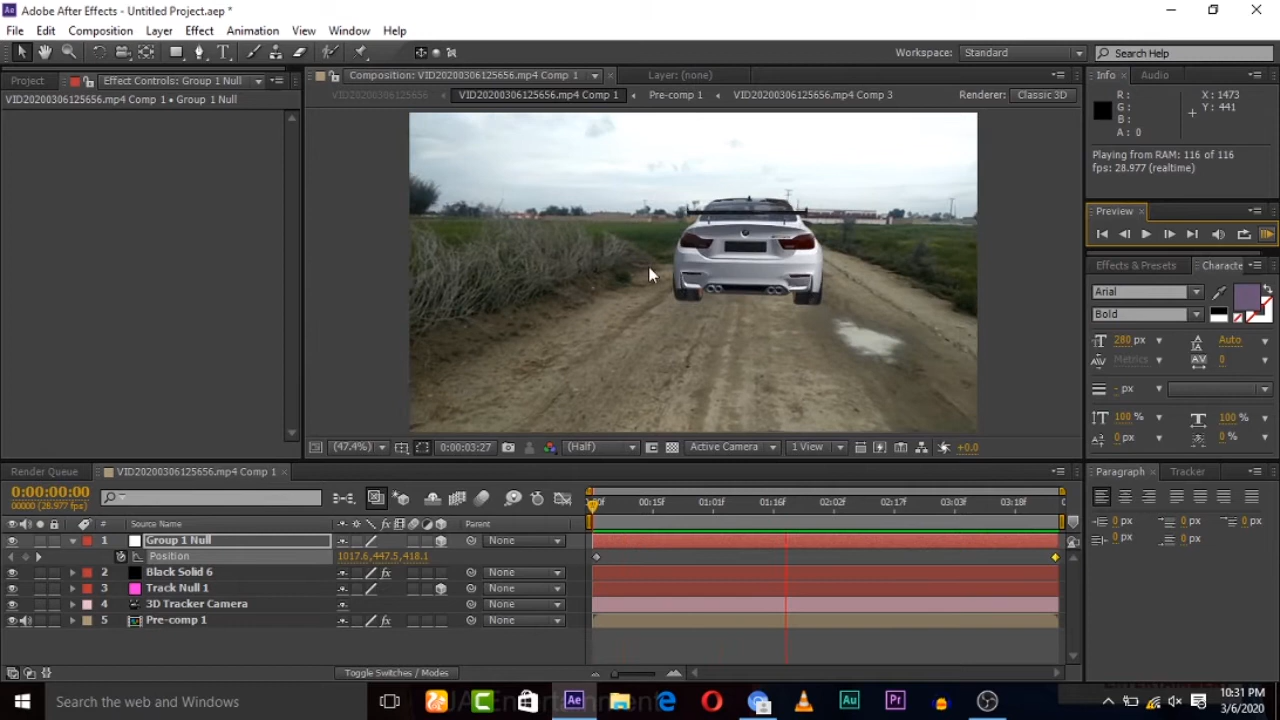 Adobe After Effects - Untitled Project.aep *
File Edit Composition Layer Effect Animation View Window Help
Workspace: Standard Search Help
Project Effect Controls: Group 1 Null Composition: VID20200306125656.mp4 Comp 1 Layer: (none) Info Audio
VID20200306125656.mp4 Comp 1 • Group 1 Null
VID20200306125656 VID20200306125656.mp4 Comp 1 Pre-comp 1 VID20200306125656.mp4 Comp 3 Renderer: Classic 3D
R: X: 1473
G: Y: 441
B:
A: 0
Playing from RAM: 116 of 116
fps: 28.977 (realtime)
Preview
Effects & Presets Characte
Arial
Bold
280 px Auto
Metrics 0
- px
100 % 100 %
0 px 0 %
(47.4%) 0:00:03:27 (Half) Active Camera 1 View +0.0
Render Queue VID20200306125656.mp4 Comp 1 Paragraph Tracker
0:00:00:00
00000 (28.977 fps)
00f 00:15f 01:01f 01:16f 02:02f 02:17f 03:03f 03:18f
# Source Name Parent
1 Group 1 Null None
Position 1017.6,447.5,418.1
2 Black Solid 6 None
3 Track Null 1 None
4 3D Tracker Camera None
5 Pre-comp 1 None
0 px 0 px 0 px
0 px 0 px
Toggle Switches / Modes
Search the web and Windows
10:31 PM
3/6/2020